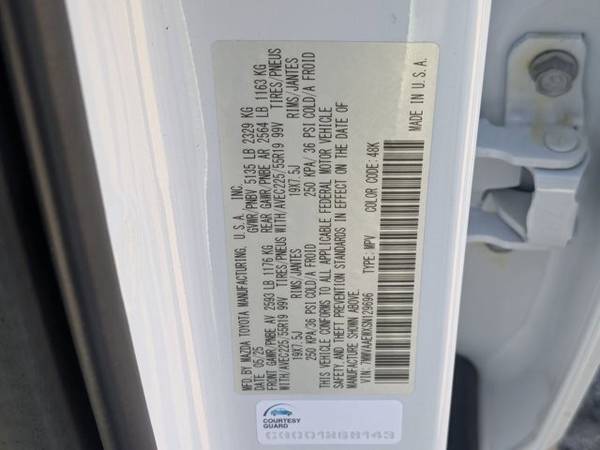 MFD.BY MAZDA TOYOTA MANUFACTURING, U.S.A., INC.
DATE: 05/25 GVWR/PNBV 5135 LB 2329 KG
FRONT GAWR/PNBE AV 2593 LB 1176 KG REAR GAWR/PNBE AR 2564 LB 1163 KG
WITH/AVEC225/55R19 99V TIRES/PNEUS WITH/AVEC225/55R19 99V TIRES/PNEUS
19X7.5J RIMS/JANTES 19X7.5J RIMS/JANTES
250 KPA/36 PSI COLD/A FROID 250 KPA/36 PSI COLD/A FROID
THIS VEHICLE CONFORMS TO ALL APPLICABLE FEDERAL MOTOR VEHICLE
SAFETY, AND THEFT PREVENTION STANDARDS IN EFFECT ON THE DATE OF
MANUFACTURE SHOWN ABOVE.
VIN: 7MMVAAEWXSN129696 TYPE: MPV COLOR CODE: 48K
MADE IN U.S.A.
COURTESY
GUARD